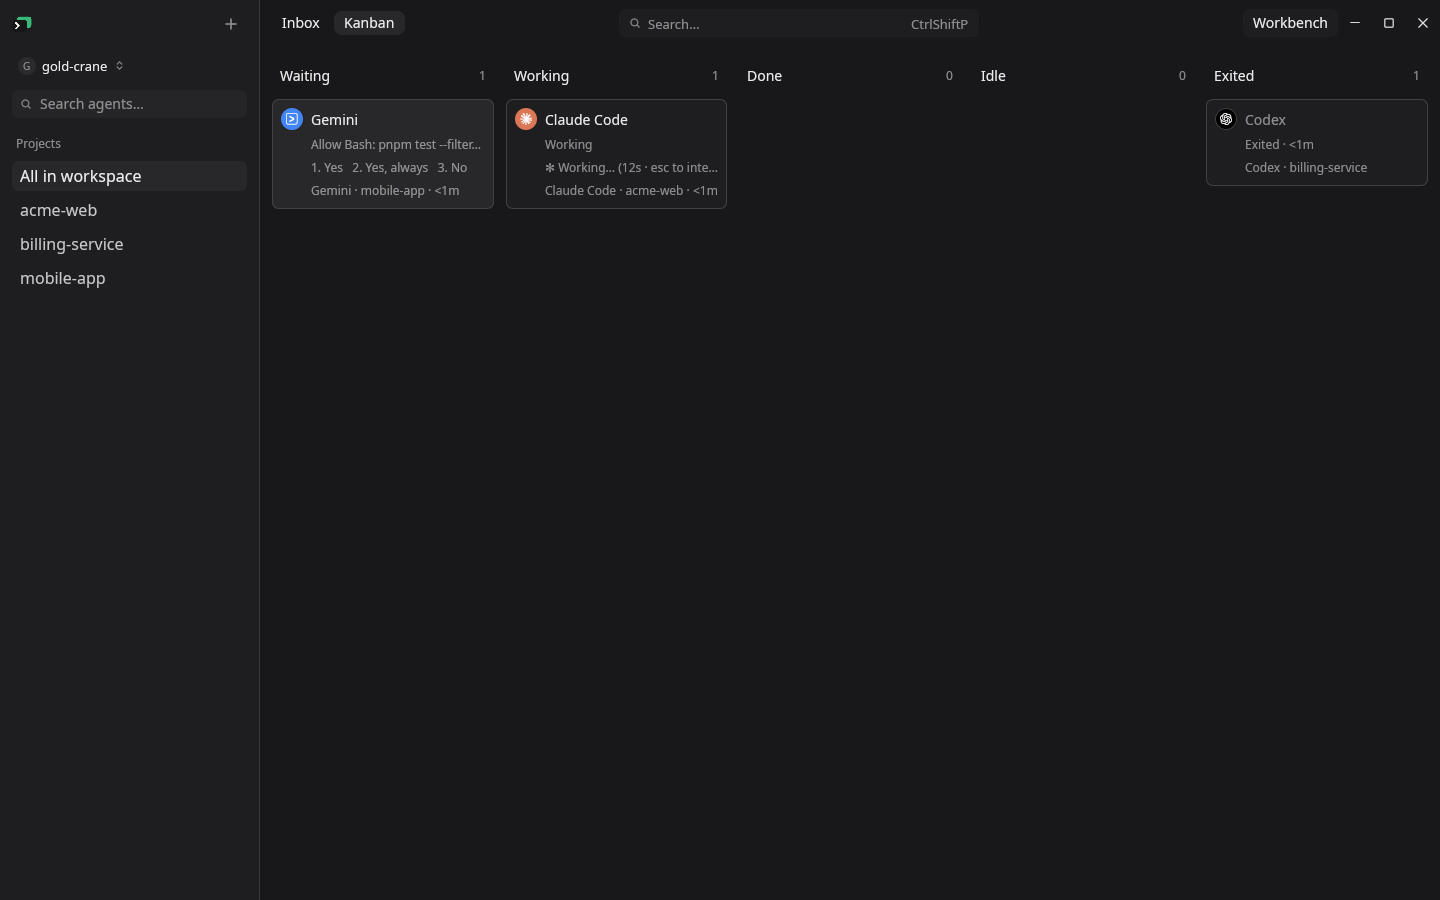 Inbox
Kanban
Search...
CtrlShiftP
Workbench
G
gold-crane
Search agents...
Projects
All in workspace
acme-web
billing-service
mobile-app
Waiting
1
Gemini
Allow Bash: pnpm test --filter...
1. Yes 2. Yes, always 3. No
Gemini · mobile-app · <1m
Working
1
Claude Code
Working
✻ Working... (12s · esc to inte...
Claude Code · acme-web · <1m
Done
0
Idle
0
Exited
1
Codex
Exited · <1m
Codex · billing-service